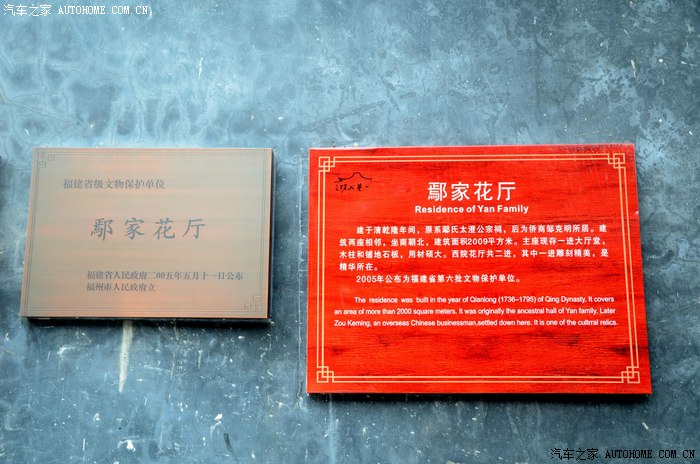 汽车之家 AUTOHOME.COM.CN
福建省级文物保护单位
鄢家花厅
福建省人民政府二00五年五月十一日公布
福州市人民政府立
鄢家花厅
Residence of Yan Family
建于清乾隆年间,原系鄢氏太澄公宗祠,后为侨商邹克明所居。建
筑两座相邻,坐南朝北,建筑面积2009平方米。主座现存一进大厅堂,
木柱和铺地石板,用材硕大。西院花厅共二进,其中一进雕刻精美,是
精华所在。
2005年公布为福建省第六批文物保护单位。
The residence was built in the year of Qianlong (1736-1795) of Qing Dynasty. It covers
an area of more than 2000 square meters. It was originally the ancestral hall of Yan family. Later
Zou Keming, an overseas Chinese businessman,settled down here. It is one of the cultrral relics.
汽车之家 AUTOHOME.COM.CN